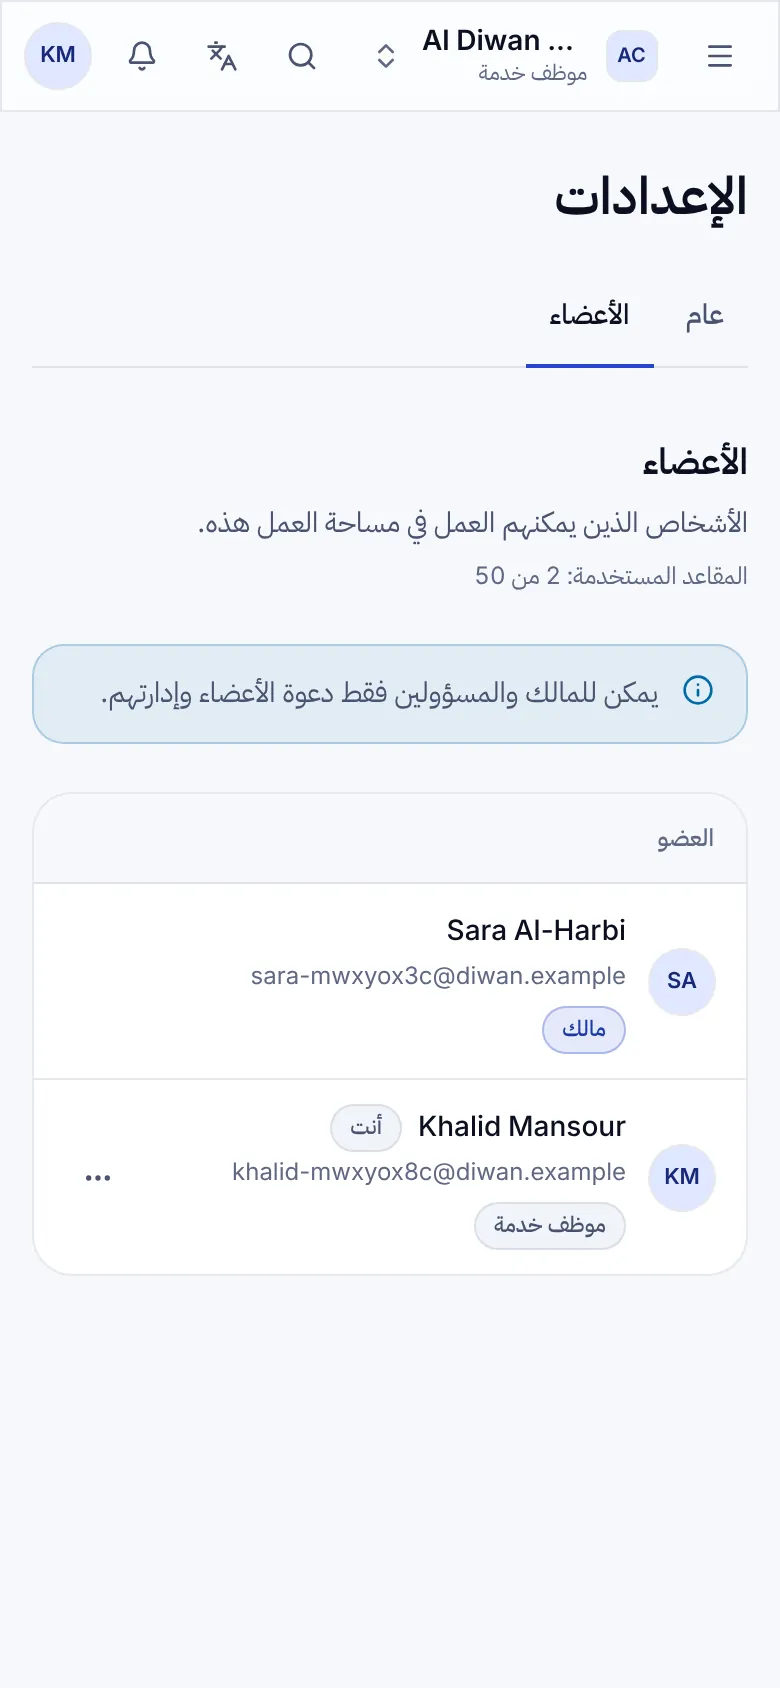 AC
Al Diwan ...
موظف خدمة
KM
الإعدادات
عام
الأعضاء
الأعضاء
الأشخاص الذين يمكنهم العمل في مساحة العمل هذه.
المقاعد المستخدمة: 2 من 50
يمكن للمالك والمسؤولين فقط دعوة الأعضاء وإدارتهم.
العضو
SA
Sara Al-Harbi
sara-mwxyox3c@diwan.example
مالك
KM
Khalid Mansour أنت
khalid-mwxyox8c@diwan.example
موظف خدمة